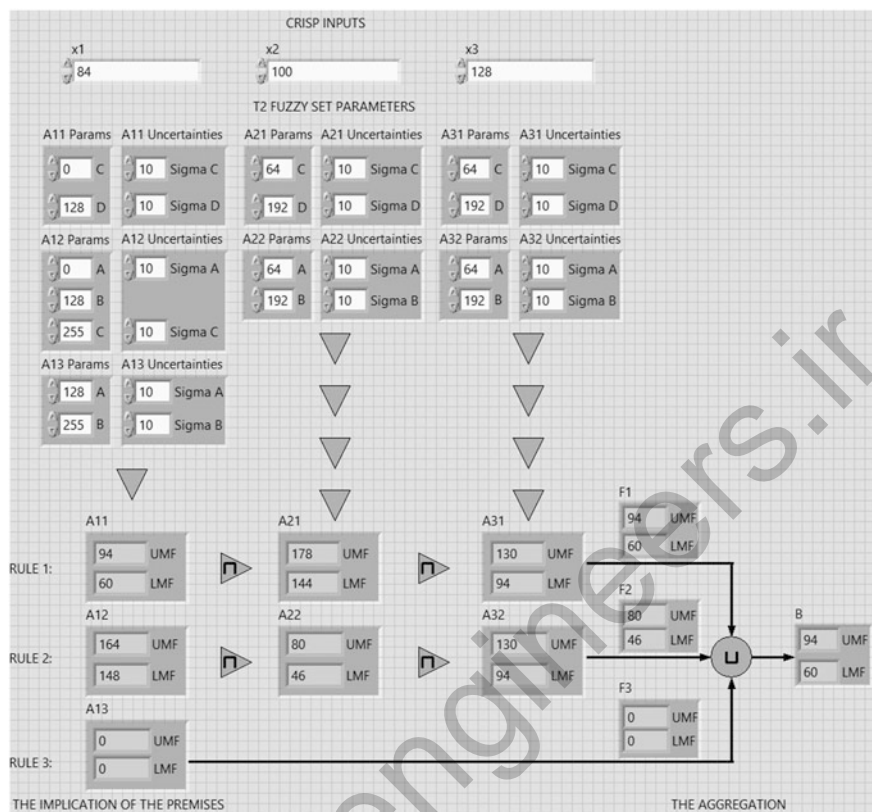 CRISP INPUTS
x1 x2 x3
84 100 128
T2 FUZZY SET PARAMETERS
A11 Params A11 Uncertainties A21 Params A21 Uncertainties A31 Params A31 Uncertainties
0 C 10 Sigma C 64 C 10 Sigma C 64 C 10 Sigma C
128 D 10 Sigma D 192 D 10 Sigma D 192 D 10 Sigma D
A12 Params A12 Uncertainties A22 Params A22 Uncertainties A32 Params A32 Uncertainties
0 A 10 Sigma A 64 A 10 Sigma A 64 A 10 Sigma A
128 B 192 B 10 Sigma B 192 B 10 Sigma B
255 C 10 Sigma C
A13 Params A13 Uncertainties
128 A 10 Sigma A
255 B 10 Sigma B
F1
94 UMF
60 LMF
A11 A21 A31
94 UMF 178 UMF 130 UMF
RULE 1:
60 LMF 144 LMF 94 LMF
F2
80 UMF
46 LMF
A12 A22 A32 B
164 UMF 80 UMF 130 UMF 94 UMF
RULE 2:
148 LMF 46 LMF 94 LMF 60 LMF
F3
0 UMF
0 LMF
A13
0 UMF
RULE 3:
0 LMF
THE IMPLICATION OF THE PREMISES THE AGGREGATION
engineers.ir